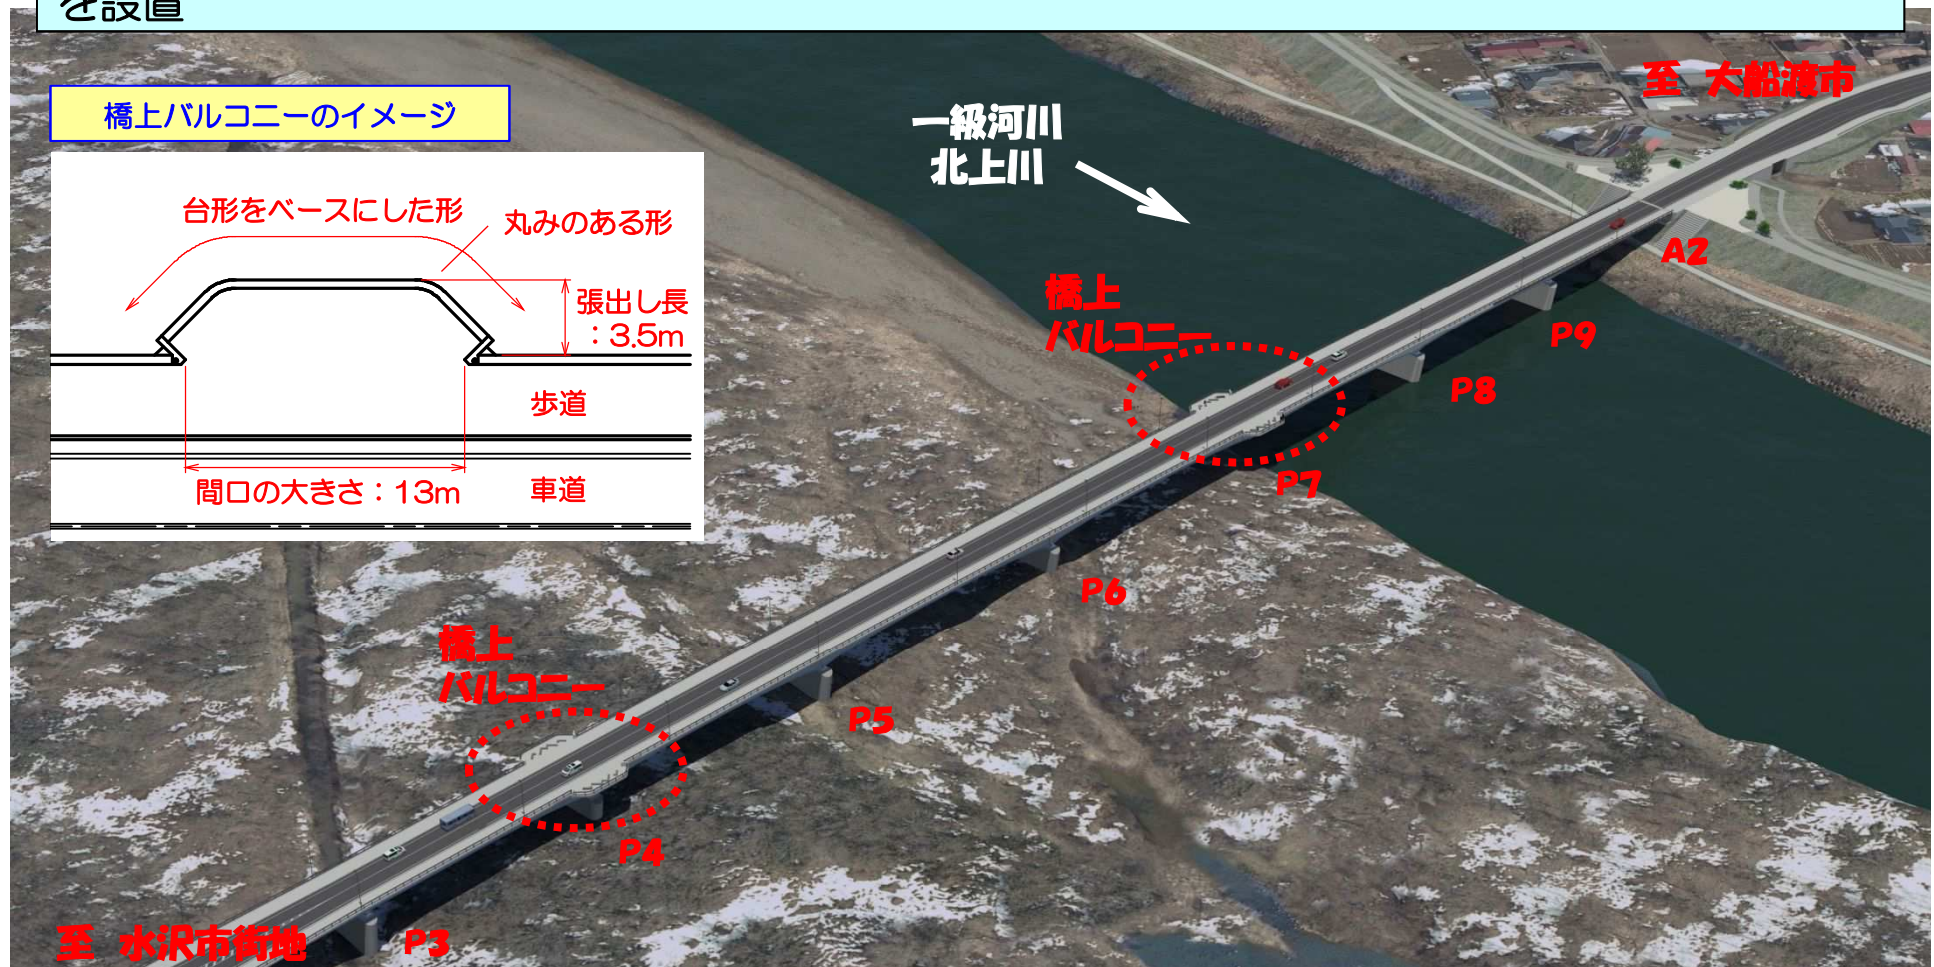 を設置
橋上バルコニーのイメージ
台形をベースにした形
丸みのある形
張出し長
：3.5m
歩道
間口の大きさ：13m
車道
一級河川
北上川
至 大船渡市
A2
橋上
バルコニー
P9
P8
P7
P6
橋上
バルコニー
P5
P4
至 水沢市街地
P3